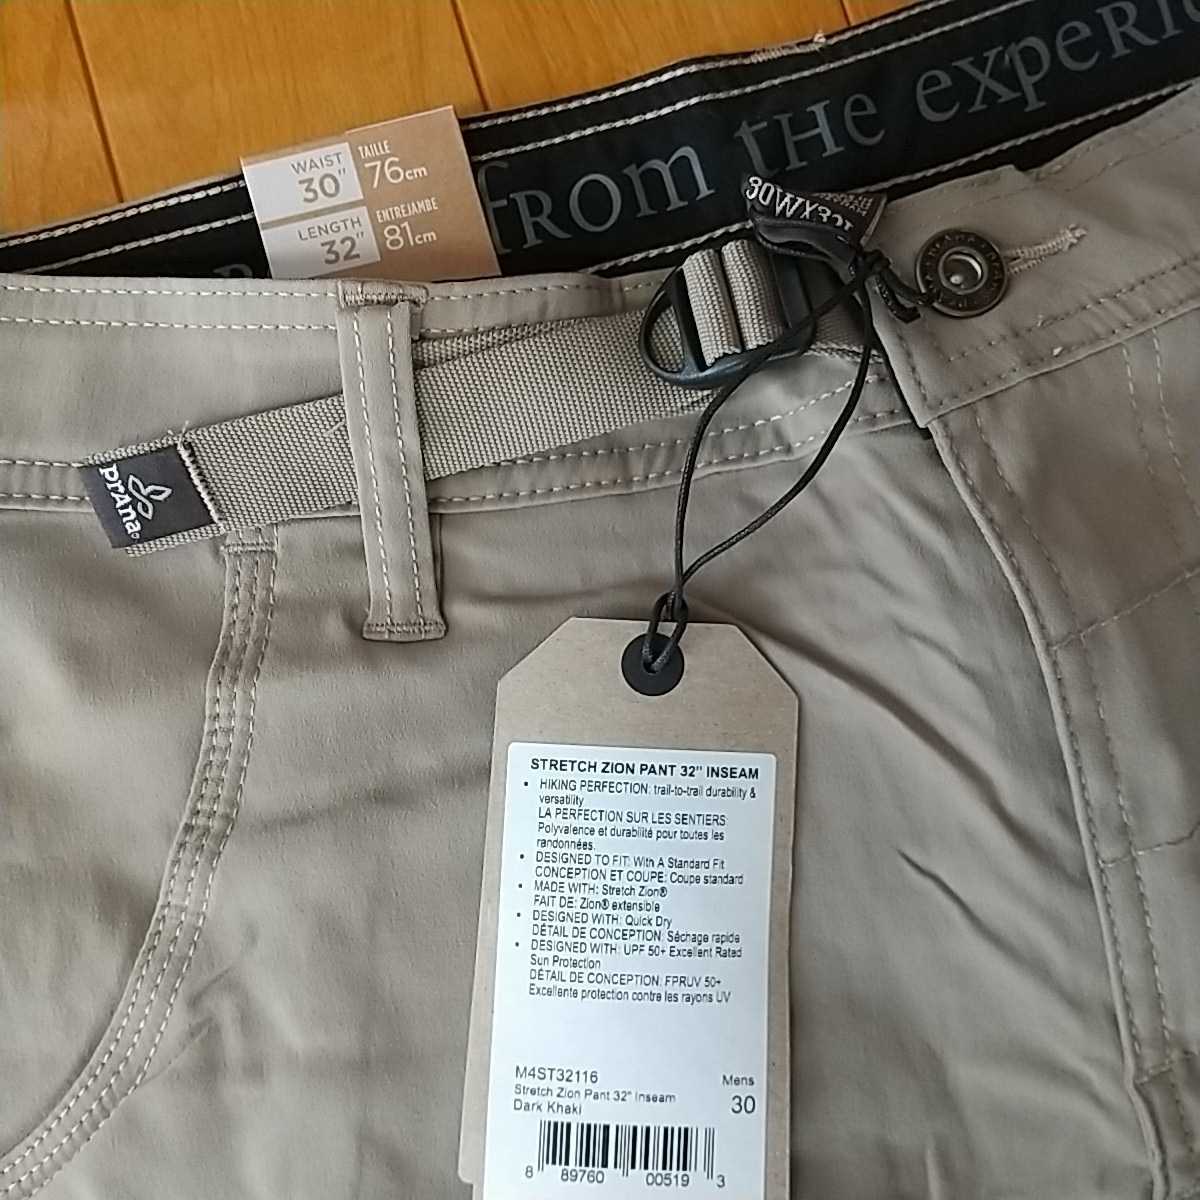 from the experi
WAIST
30"
TAILLE
76cm
LENGTH
32"
ENTREJAMBE
81cm
30WX32I
prAna
STRETCH ZION PANT 32" INSEAM
• HIKING PERFECTION: trail-to-trail durability &
versatility
LA PERFECTION SUR LES SENTIERS:
Polyvalence et durabilité pour toutes les
randonnées.
• DESIGNED TO FIT: With A Standard Fit
CONCEPTION ET COUPE: Coupe standard
• MADE WITH: Stretch Zion®
FAIT DE: Zion® extensible
• DESIGNED WITH: Quick Dry
DÉTAIL DE CONCEPTION: Séchage rapide
• DESIGNED WITH: UPF 50+ Excellent Rated
Sun Protection
DÉTAIL DE CONCEPTION: FPRUV 50+
Excellente protection contre les rayons UV
M4ST32116
Stretch Zion Pant 32" Inseam
Dark Khaki
Mens
30
8 89760 00519 3